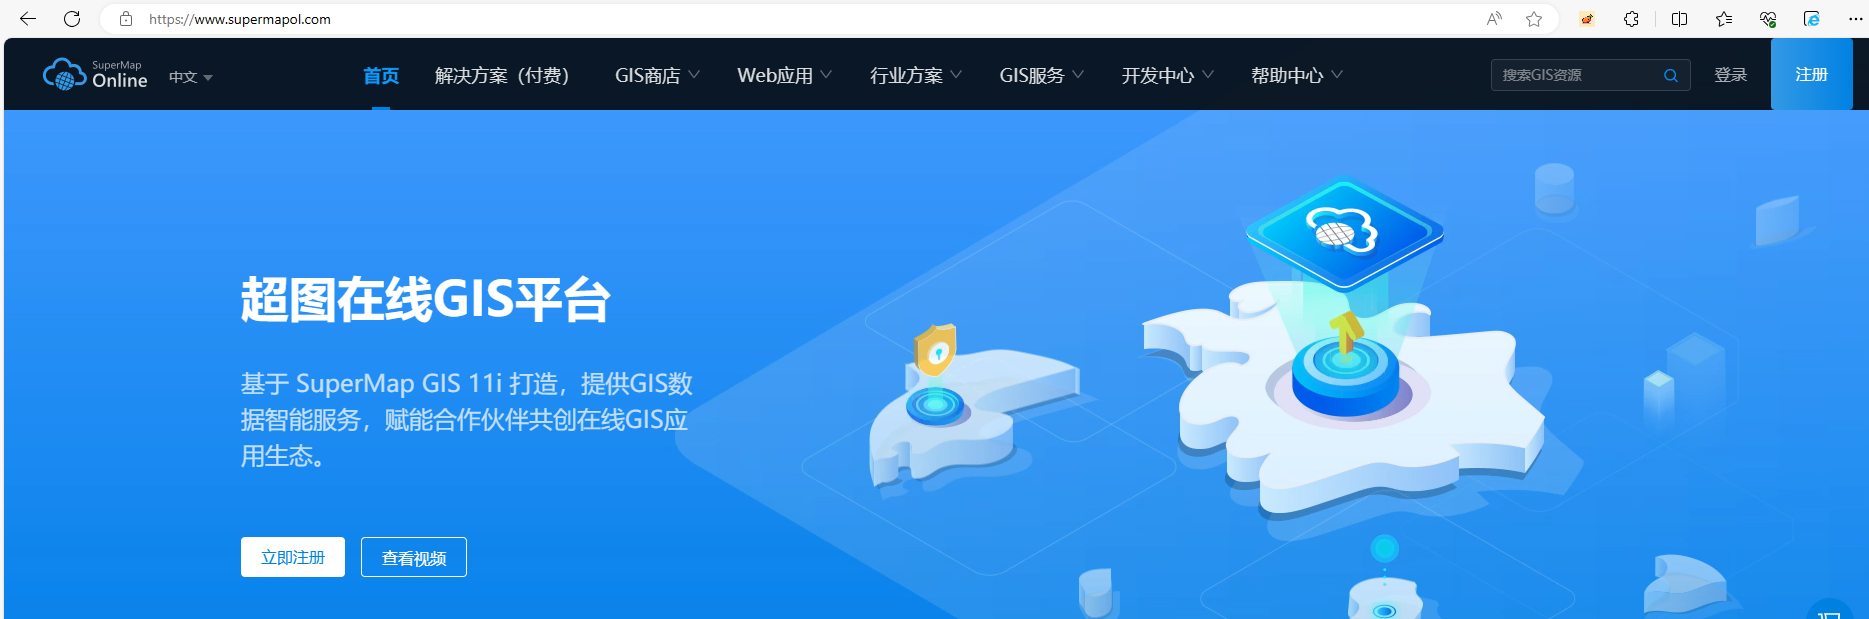 https://www.supermapol.com
SuperMap
Online
中文
首页
解决方案（付费）
GIS商店
Web应用
行业方案
GIS服务
开发中心
帮助中心
搜索GIS资源
登录
注册
超图在线GIS平台
基于 SuperMap GIS 11i 打造，提供GIS数
据智能服务，赋能合作伙伴共创在线GIS应
用生态。
立即注册
查看视频